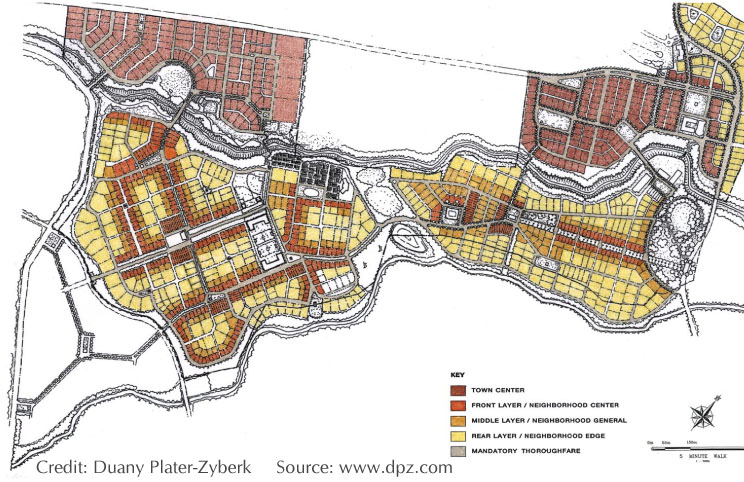 KEY
TOWN CENTER
FRONT LAYER / NEIGHBORHOOD CENTER
MIDDLE LAYER / NEIGHBORHOOD GENERAL
REAR LAYER / NEIGHBORHOOD EDGE
MANDATORY THOROUGHFARE
5 MINUTE WALK
Credit: Duany Plater-Zyberk Source: www.dpz.com